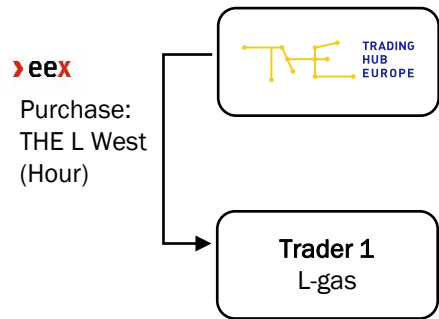 eex
Purchase:
THE L West
(Hour)
TRADING
HUB
EUROPE
Trader 1
L-gas